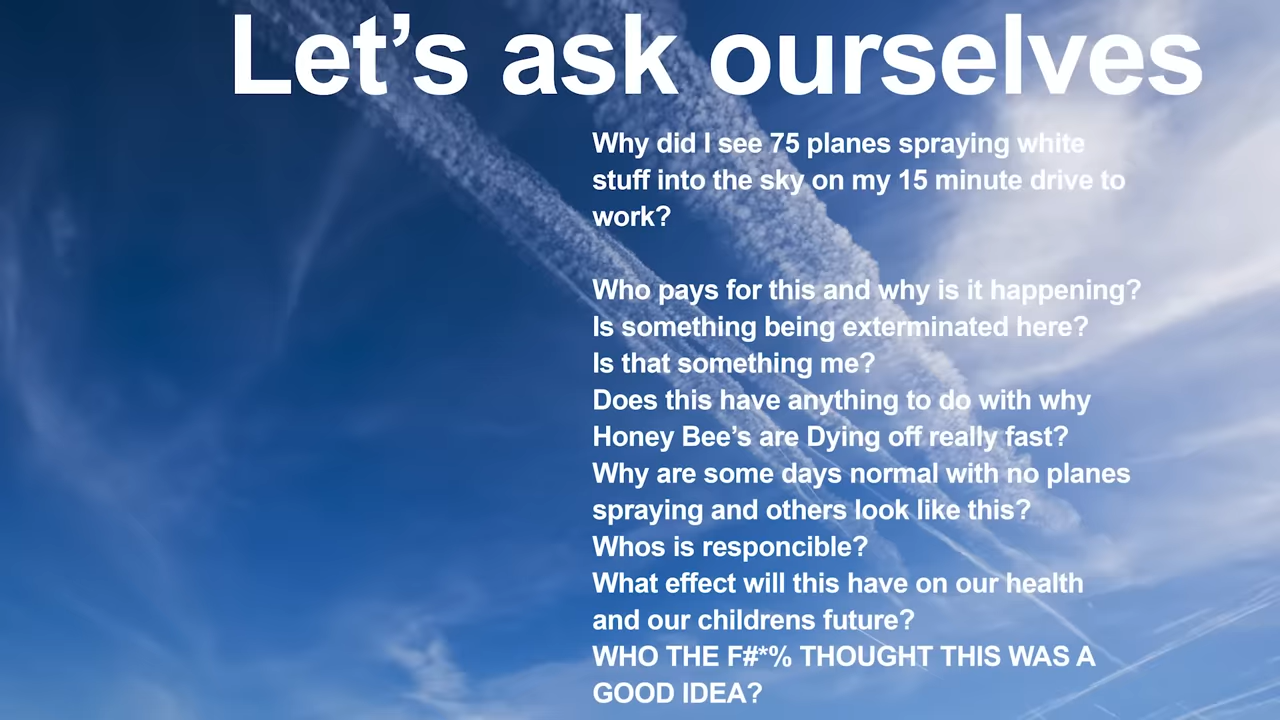 Let’s ask ourselves
Why did I see 75 planes spraying white
stuff into the sky on my 15 minute drive to
work?
Who pays for this and why is it happening?
Is something being exterminated here?
Is that something me?
Does this have anything to do with why
Honey Bee’s are Dying off really fast?
Why are some days normal with no planes
spraying and others look like this?
Whos is responcible?
What effect will this have on our health
and our childrens future?
WHO THE F#*% THOUGHT THIS WAS A
GOOD IDEA?